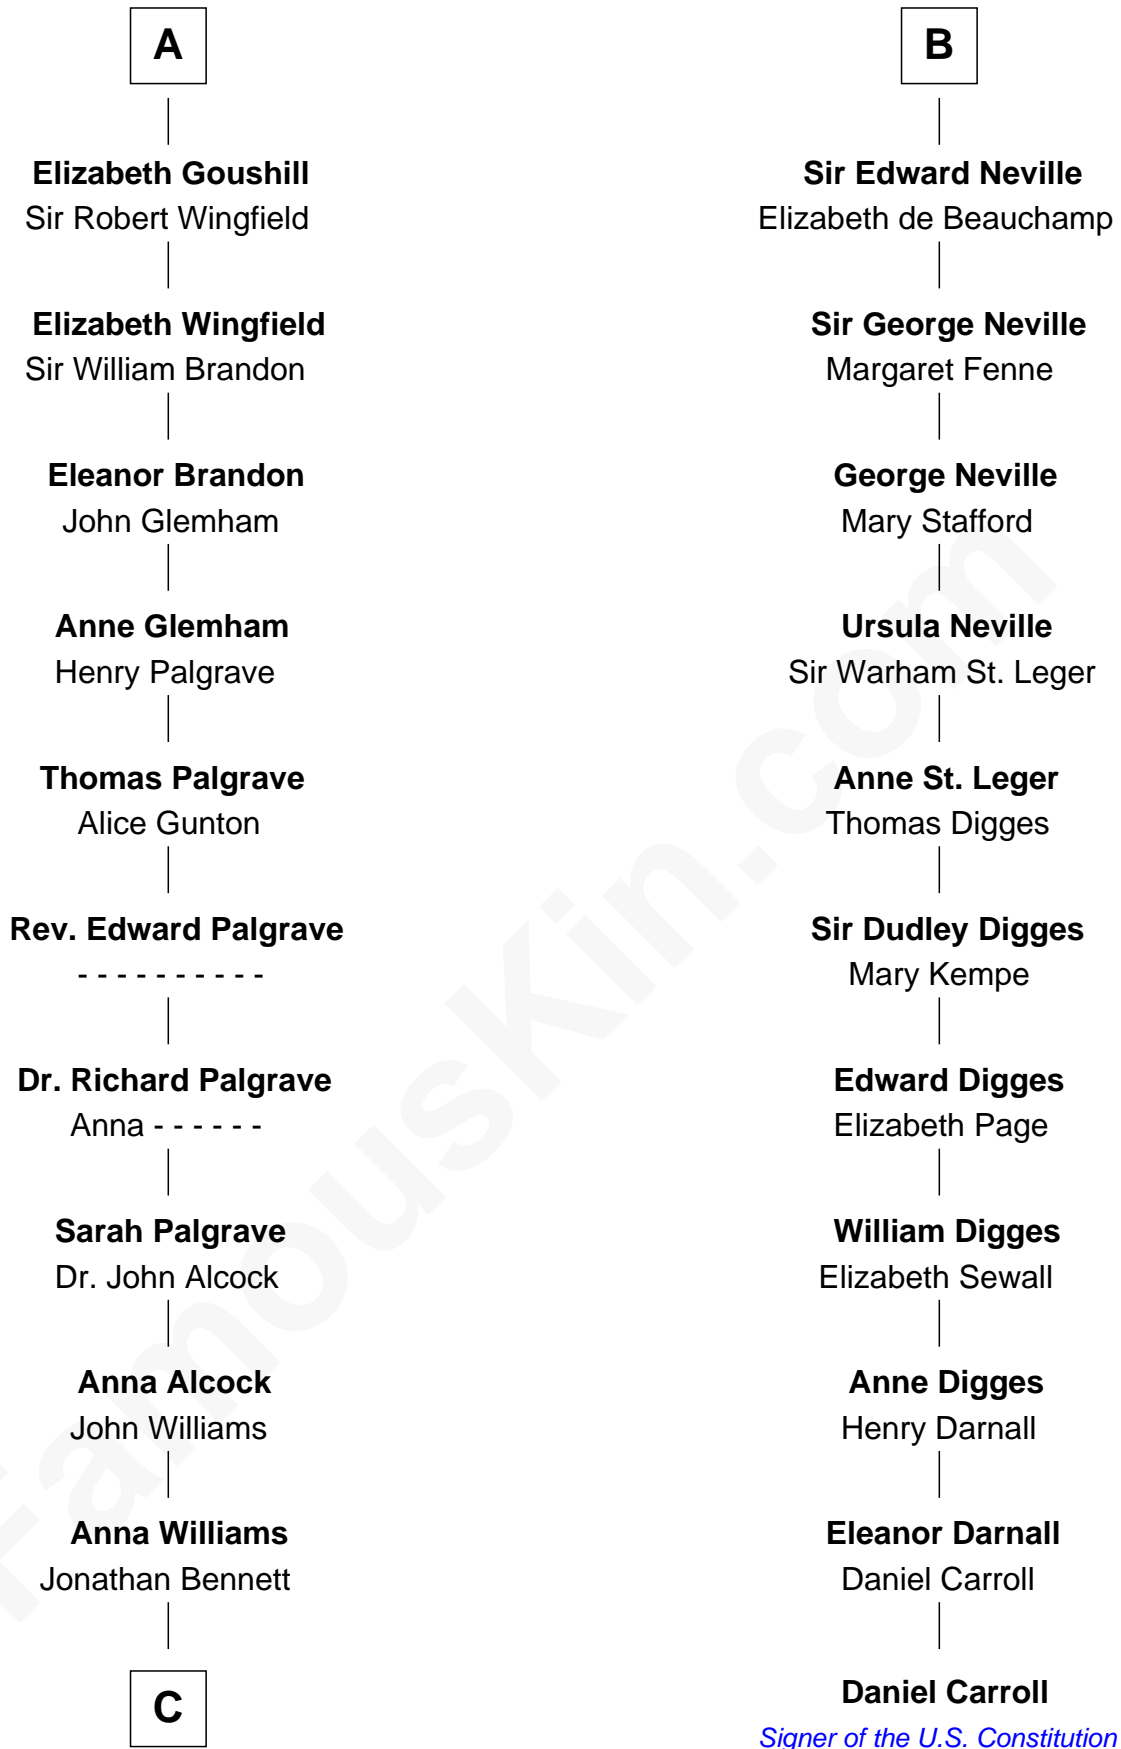 A
Elizabeth Goushill
Sir Robert Wingfield
Elizabeth Wingfield
Sir William Brandon
Eleanor Brandon
John Glemham
Anne Glemham
Henry Palgrave
Thomas Palgrave
Alice Gunton
Rev. Edward Palgrave
- - - - - - - - - -
Dr. Richard Palgrave
Anna - - - - - -
Sarah Palgrave
Dr. John Alcock
Anna Alcock
John Williams
Anna Williams
Jonathan Bennett
C
B
Sir Edward Neville
Elizabeth de Beauchamp
Sir George Neville
Margaret Fenne
George Neville
Mary Stafford
Ursula Neville
Sir Warham St. Leger
Anne St. Leger
Thomas Digges
Sir Dudley Digges
Mary Kempe
Edward Digges
Elizabeth Page
William Digges
Elizabeth Sewall
Anne Digges
Henry Darnall
Eleanor Darnall
Daniel Carroll
Daniel Carroll
Signer of the U.S. Constitution
FamousKin.com